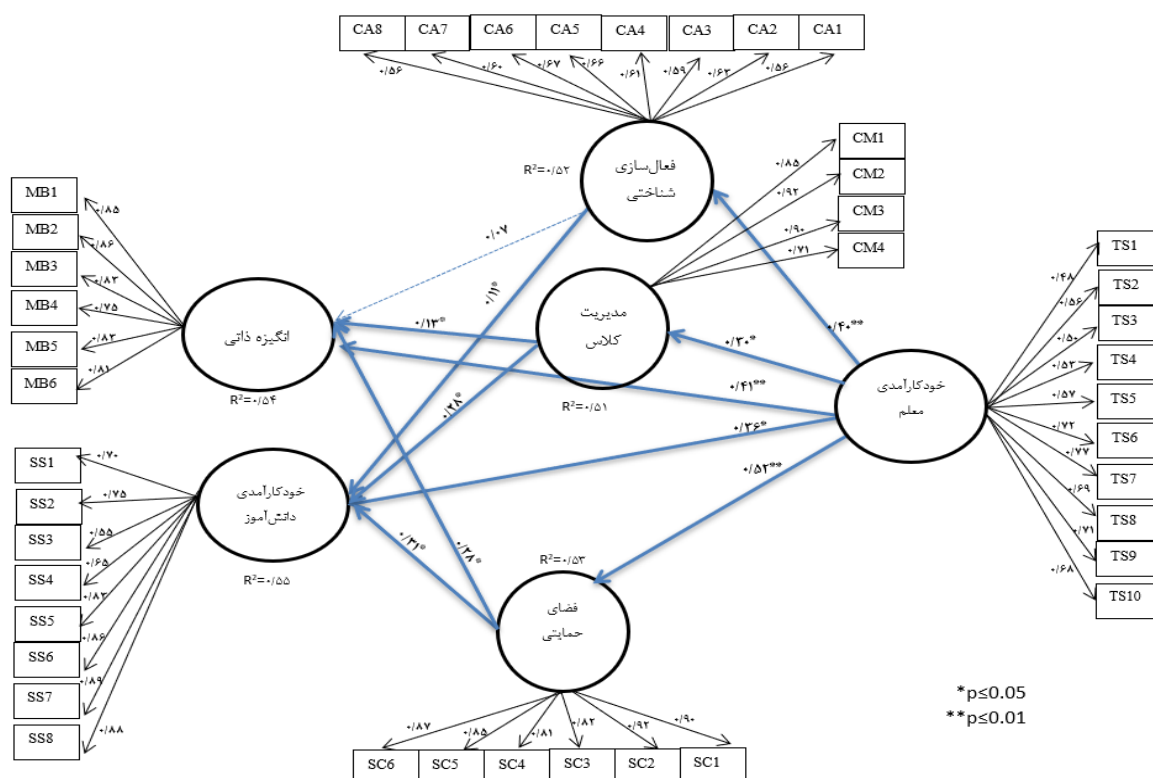 CA8 CA7 CA6 CA5 CA4 CA3 CA2 CA1
۰/۵۶ ۰/۶۰ ۰/۶۷ ۰/۶۶ ۰/۶۱ ۰/۵۹ ۰/۶۳ ۰/۵۶
فعال‌سازی
شناختی
R²=۰/۵۲
CM1
CM2
CM3
CM4
۰/۸۵
۰/۹۲
۰/۹۰
۰/۷۱
MB1
MB2
MB3
MB4
MB5
MB6
۰/۸۵
۰/۸۶
۰/۸۳
۰/۷۵
۰/۸۳
۰/۸۱
انگیزه ذاتی
R²=۰/۵۴
مدیریت
کلاس
R²=۰/۵۱
خودکارآمدی
معلم
TS1
TS2
TS3
TS4
TS5
TS6
TS7
TS8
TS9
TS10
۰/۴۸
۰/۵۶
۰/۵۰
۰/۵۳
۰/۵۷
۰/۷۲
۰/۷۷
۰/۶۹
۰/۷۱
۰/۶۸
۰/۰۷
۰/۱۱*
۰/۱۳*
۰/۲۸*
۰/۴۰**
۰/۳۰*
۰/۴۱**
۰/۳۶*
۰/۵۲**
۰/۳۱*
۰/۲۸*
SS1
SS2
SS3
SS4
SS5
SS6
SS7
SS8
۰/۷۰
۰/۷۵
۰/۵۵
۰/۶۵
۰/۸۳
۰/۸۶
۰/۸۹
۰/۸۸
خودکارآمدی
دانش‌آموز
R²=۰/۵۵
R²=۰/۵۳
فضای
حمایتی
۰/۸۷ ۰/۸۵ ۰/۸۱ ۰/۸۲ ۰/۹۲ ۰/۹۰
SC6 SC5 SC4 SC3 SC2 SC1
*p≤0.05
**p≤0.01